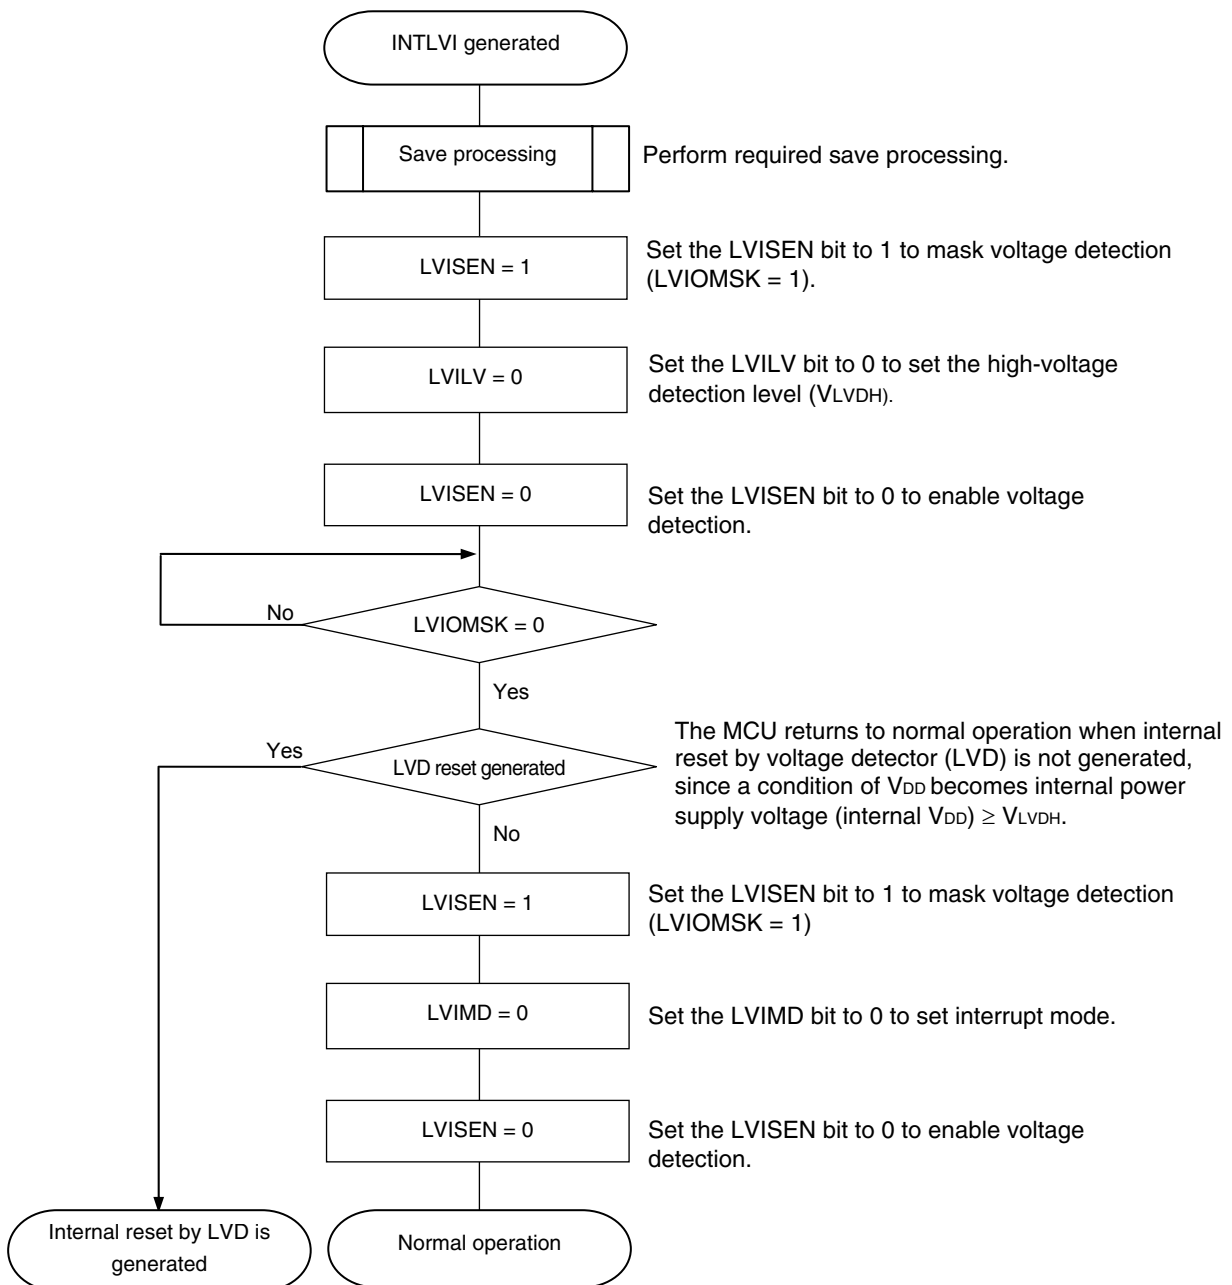 INTLVI generated
Save processing
Perform required save processing.
LVISEN = 1
Set the LVISEN bit to 1 to mask voltage detection
(LVIOMSK = 1).
LVILV = 0
Set the LVILV bit to 0 to set the high-voltage
detection level (VLVDH).
LVISEN = 0
Set the LVISEN bit to 0 to enable voltage
detection.
No
LVIOMSK = 0
Yes
Yes
LVD reset generated
The MCU returns to normal operation when internal
reset by voltage detector (LVD) is not generated,
since a condition of VDD becomes internal power
supply voltage (internal VDD) ≥ VLVDH.
No
LVISEN = 1
Set the LVISEN bit to 1 to mask voltage detection
(LVIOMSK = 1)
LVIMD = 0
Set the LVIMD bit to 0 to set interrupt mode.
LVISEN = 0
Set the LVISEN bit to 0 to enable voltage
detection.
Internal reset by LVD is
generated
Normal operation